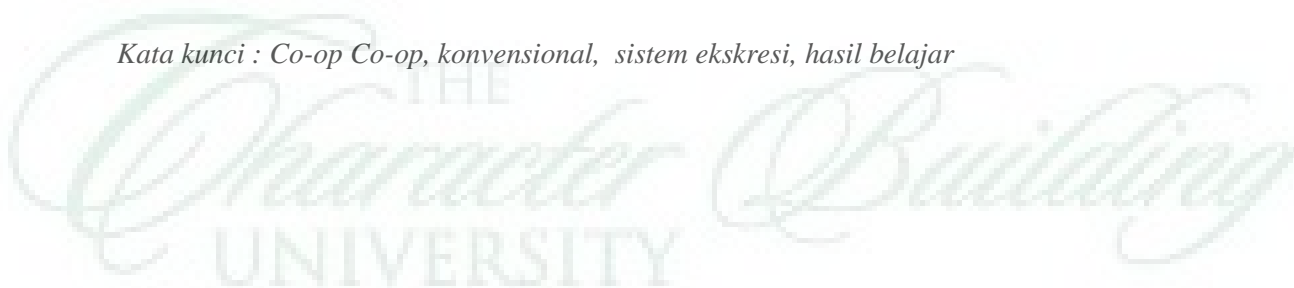 Kata kunci : Co-op Co-op, konvensional, sistem ekskresi, hasil belajar
THE
Character Building
UNIVERSITY